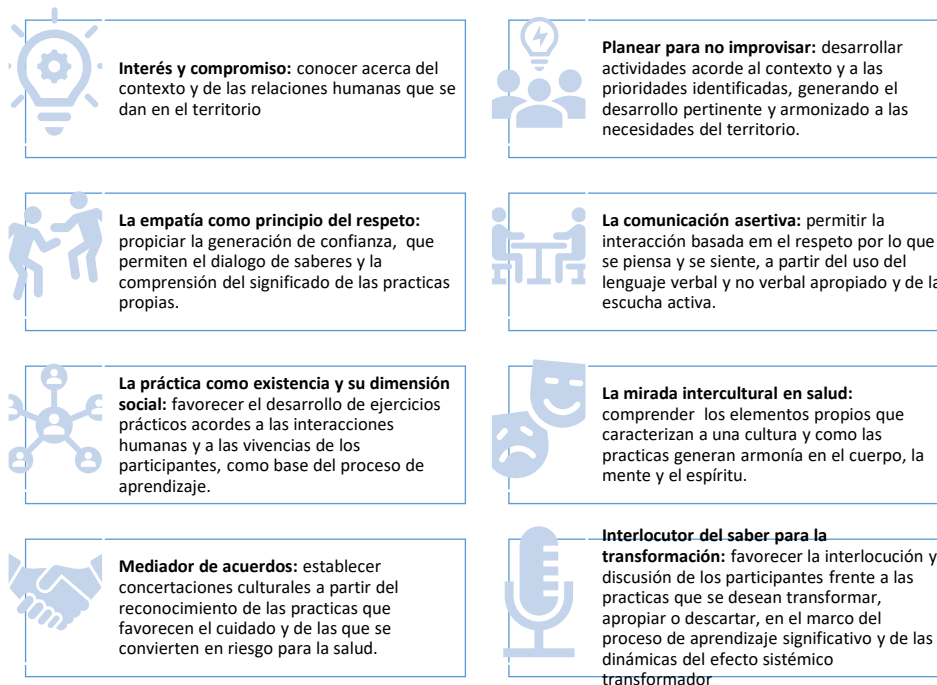 Interés y compromiso: conocer acerca del
contexto y de las relaciones humanas que se
dan en el territorio
Planear para no improvisar: desarrollar
actividades acorde al contexto y a las
prioridades identificadas, generando el
desarrollo pertinente y armonizado a las
necesidades del territorio.
La empatía como principio del respeto:
propiciar la generación de confianza, que
permiten el dialogo de saberes y la
comprensión del significado de las practicas
propias.
La comunicación asertiva: permitir la
interacción basada em el respeto por lo que
se piensa y se siente, a partir del uso del
lenguaje verbal y no verbal apropiado y de la
escucha activa.
La práctica como existencia y su dimensión
social: favorecer el desarrollo de ejercicios
prácticos acordes a las interacciones
humanas y a las vivencias de los
participantes, como base del proceso de
aprendizaje.
La mirada intercultural en salud:
comprender los elementos propios que
caracterizan a una cultura y como las
practicas generan armonía en el cuerpo, la
mente y el espíritu.
Mediador de acuerdos: establecer
concertaciones culturales a partir del
reconocimiento de las practicas que
favorecen el cuidado y de las que se
convierten en riesgo para la salud.
Interlocutor del saber para la
transformación: favorecer la interlocución y
discusión de los participantes frente a las
practicas que se desean transformar,
apropiar o descartar, en el marco del
proceso de aprendizaje significativo y de las
dinámicas del efecto sistémico
transformador